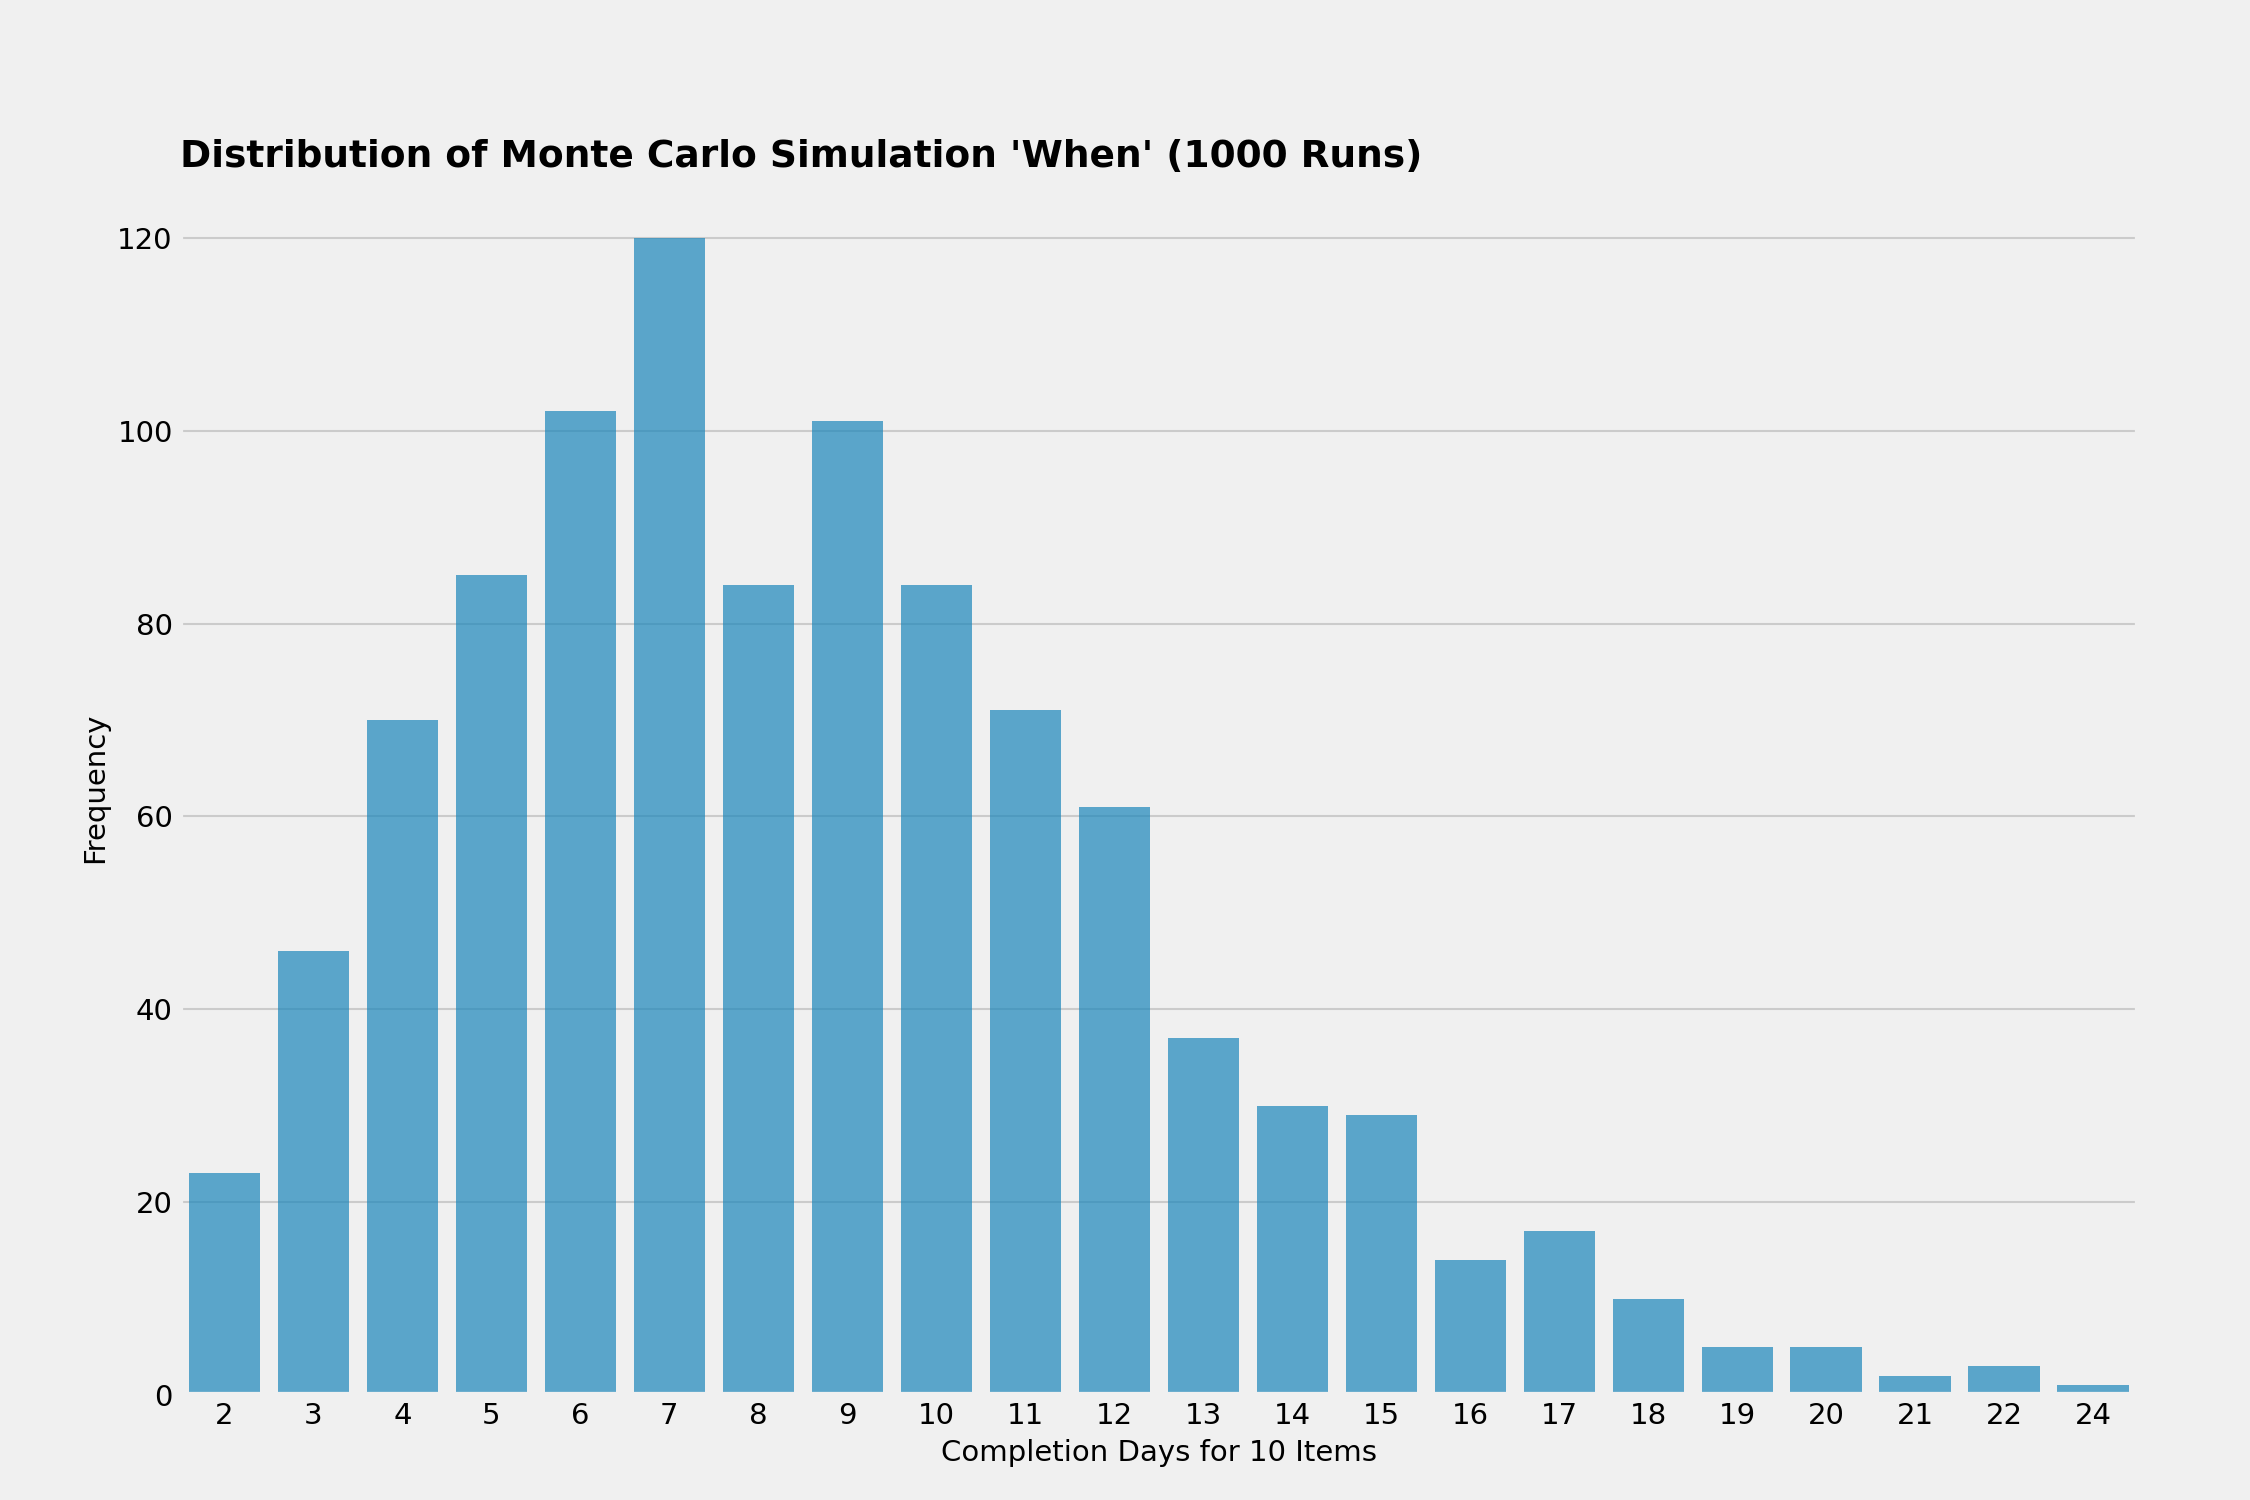 Distribution of Monte Carlo Simulation 'When' (1000 Runs)
120
100
80
60
40
20
0
Frequency
2 3 4 5 6 7 8 9 10 11 12 13 14 15 16 17 18 19 20 21 22 24
Completion Days for 10 Items